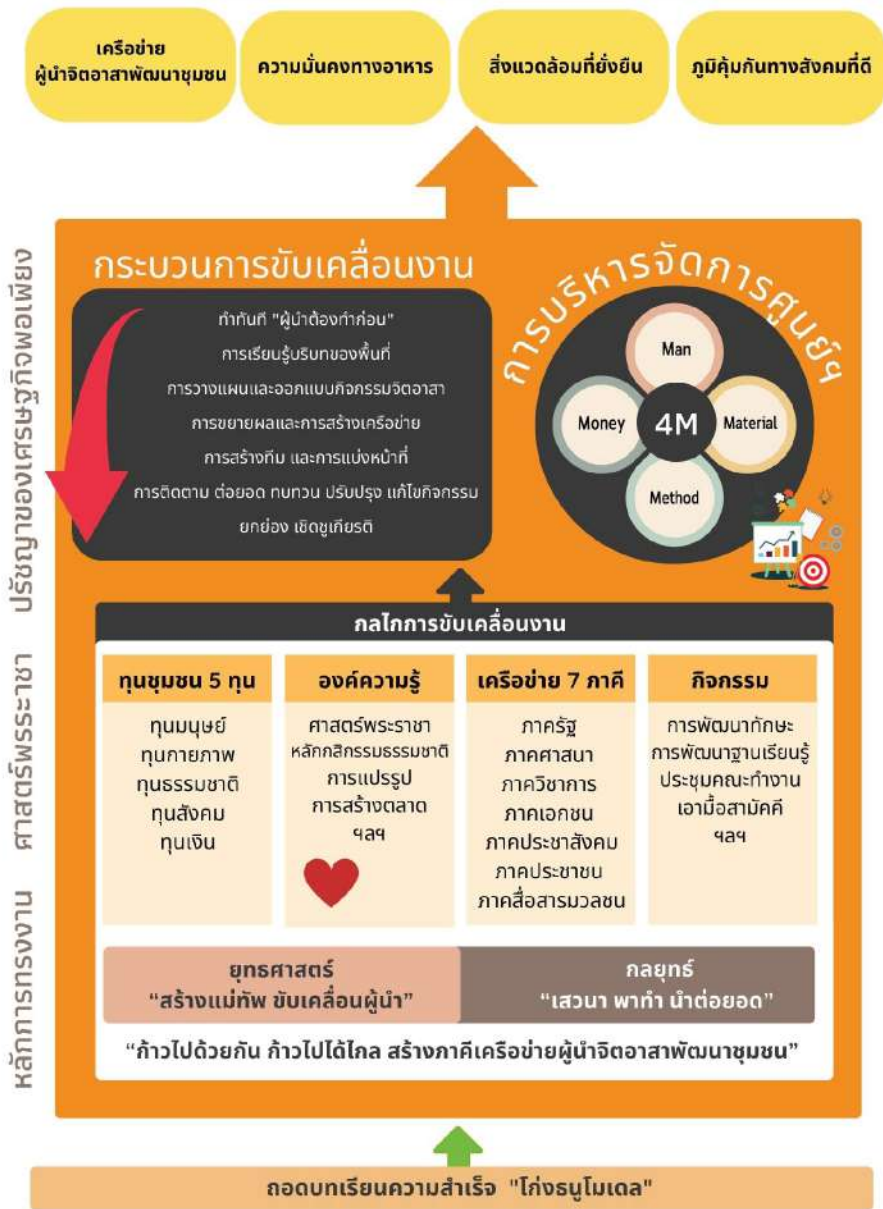 เครือข่าย
ผู้นำจิตอาสาพัฒนาชุมชน
ความมั่นคงทางอาหาร
สิ่งแวดล้อมที่ยั่งยืน
ภูมิคุ้มกันทางสังคมที่ดี
กระบวนการขับเคลื่อนงาน
ทำทันที "ผู้นำต้องทำก่อน"
การเรียนรู้บริบทของพื้นที่
การวางแผนและออกแบบกิจกรรมจิตอาสา
การขยายผลและการสร้างเครือข่าย
การสร้างทีม และการแบ่งหน้าที่
การติดตาม ต่อยอด ทบทวน ปรับปรุง แก้ไขกิจกรรม
ยกย่อง เชิดชูเกียรติ
การบริหารจัดการศูนย์ฯ
Man
Money
4M
Material
Method
กลไกการขับเคลื่อนงาน
ทุนชุมชน 5 ทุน
ทุนมนุษย์
ทุนกายภาพ
ทุนธรรมชาติ
ทุนสังคม
ทุนเงิน
องค์ความรู้
ศาสตร์พระราชา
หลักกสิกรรมธรรมชาติ
การแปรรูป
การสร้างตลาด
ฯลฯ
เครือข่าย 7 ภาคี
ภาครัฐ
ภาคศาสนา
ภาควิชาการ
ภาคเอกชน
ภาคประชาสังคม
ภาคประชาชน
ภาคสื่อสารมวลชน
กิจกรรม
การพัฒนาทักษะ
การพัฒนาฐานเรียนรู้
ประชุมคณะทำงาน
เอามื้อสามัคคี
ฯลฯ
ยุทธศาสตร์
“สร้างแม่ทัพ ขับเคลื่อนผู้นำ”
กลยุทธ์
“เสวนา พาทำ นำต่อยอด”
“ก้าวไปด้วยกัน ก้าวไปได้ไกล สร้างภาคีเครือข่ายผู้นำจิตอาสาพัฒนาชุมชน”
หลักการทรงงาน ศาสตร์พรระาชา ปรัชญาของเศรษฐกิจพอเพียง
ถอดบทเรียนความสำเร็จ "โก่งธนูโมเดล"